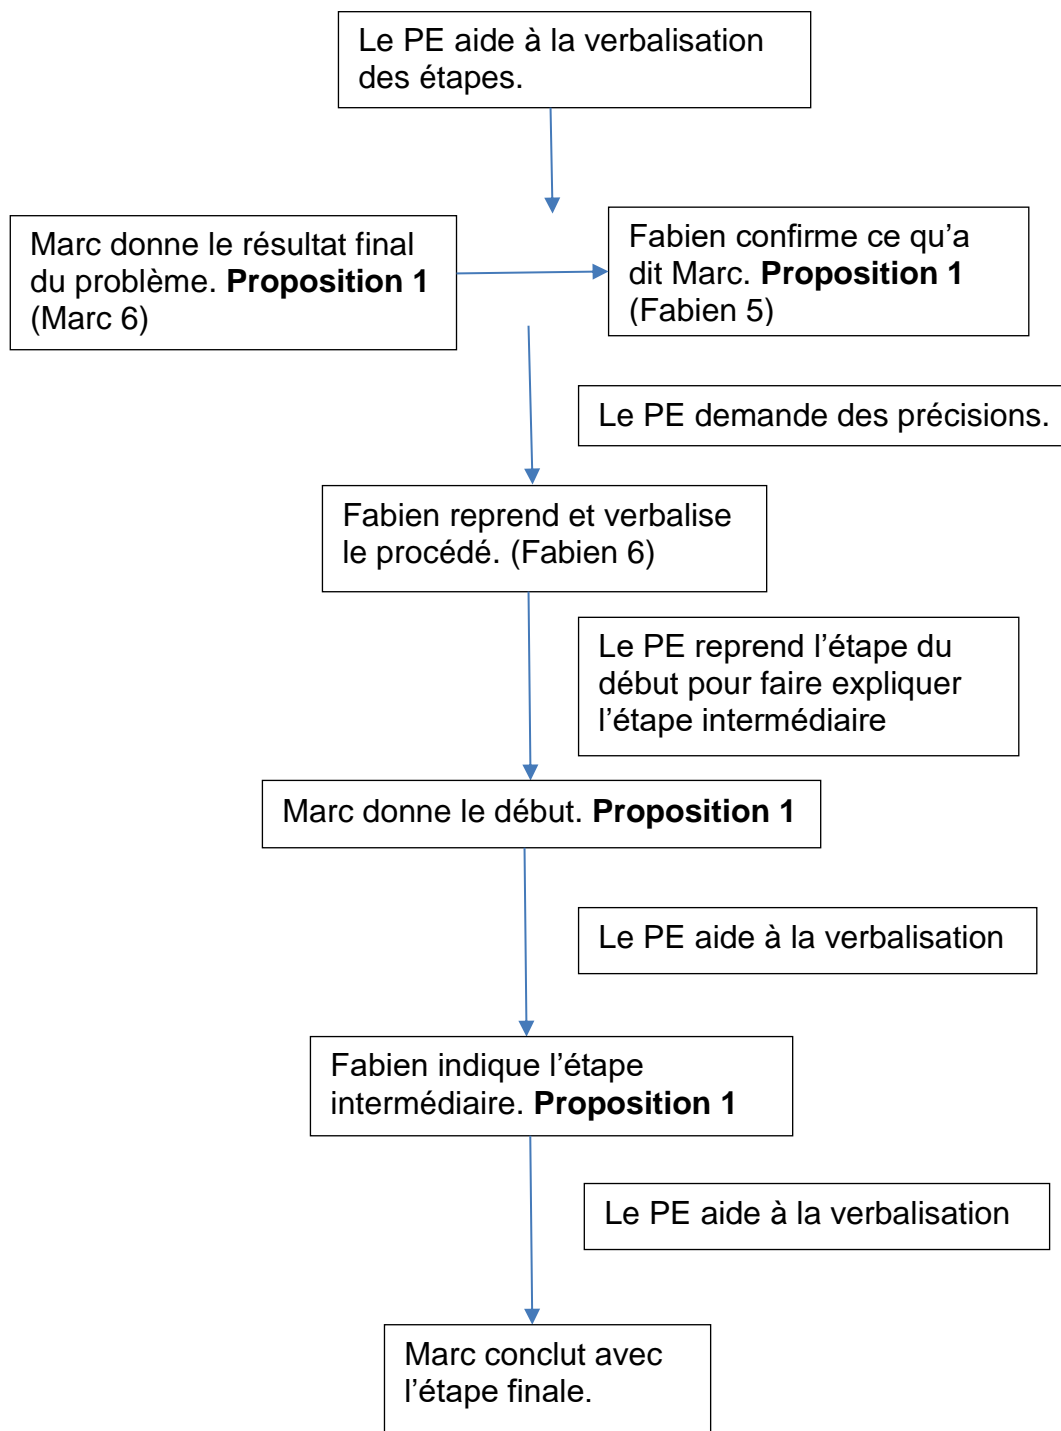 Le PE aide à la verbalisation
des étapes.
Marc donne le résultat final
du problème. Proposition 1
(Marc 6)
Fabien confirme ce qu’a
dit Marc. Proposition 1
(Fabien 5)
Le PE demande des précisions.
Fabien reprend et verbalise
le procédé. (Fabien 6)
Le PE reprend l’étape du
début pour faire expliquer
l’étape intermédiaire
Marc donne le début. Proposition 1
Le PE aide à la verbalisation
Fabien indique l’étape
intermédiaire. Proposition 1
Le PE aide à la verbalisation
Marc conclut avec
l’étape finale.